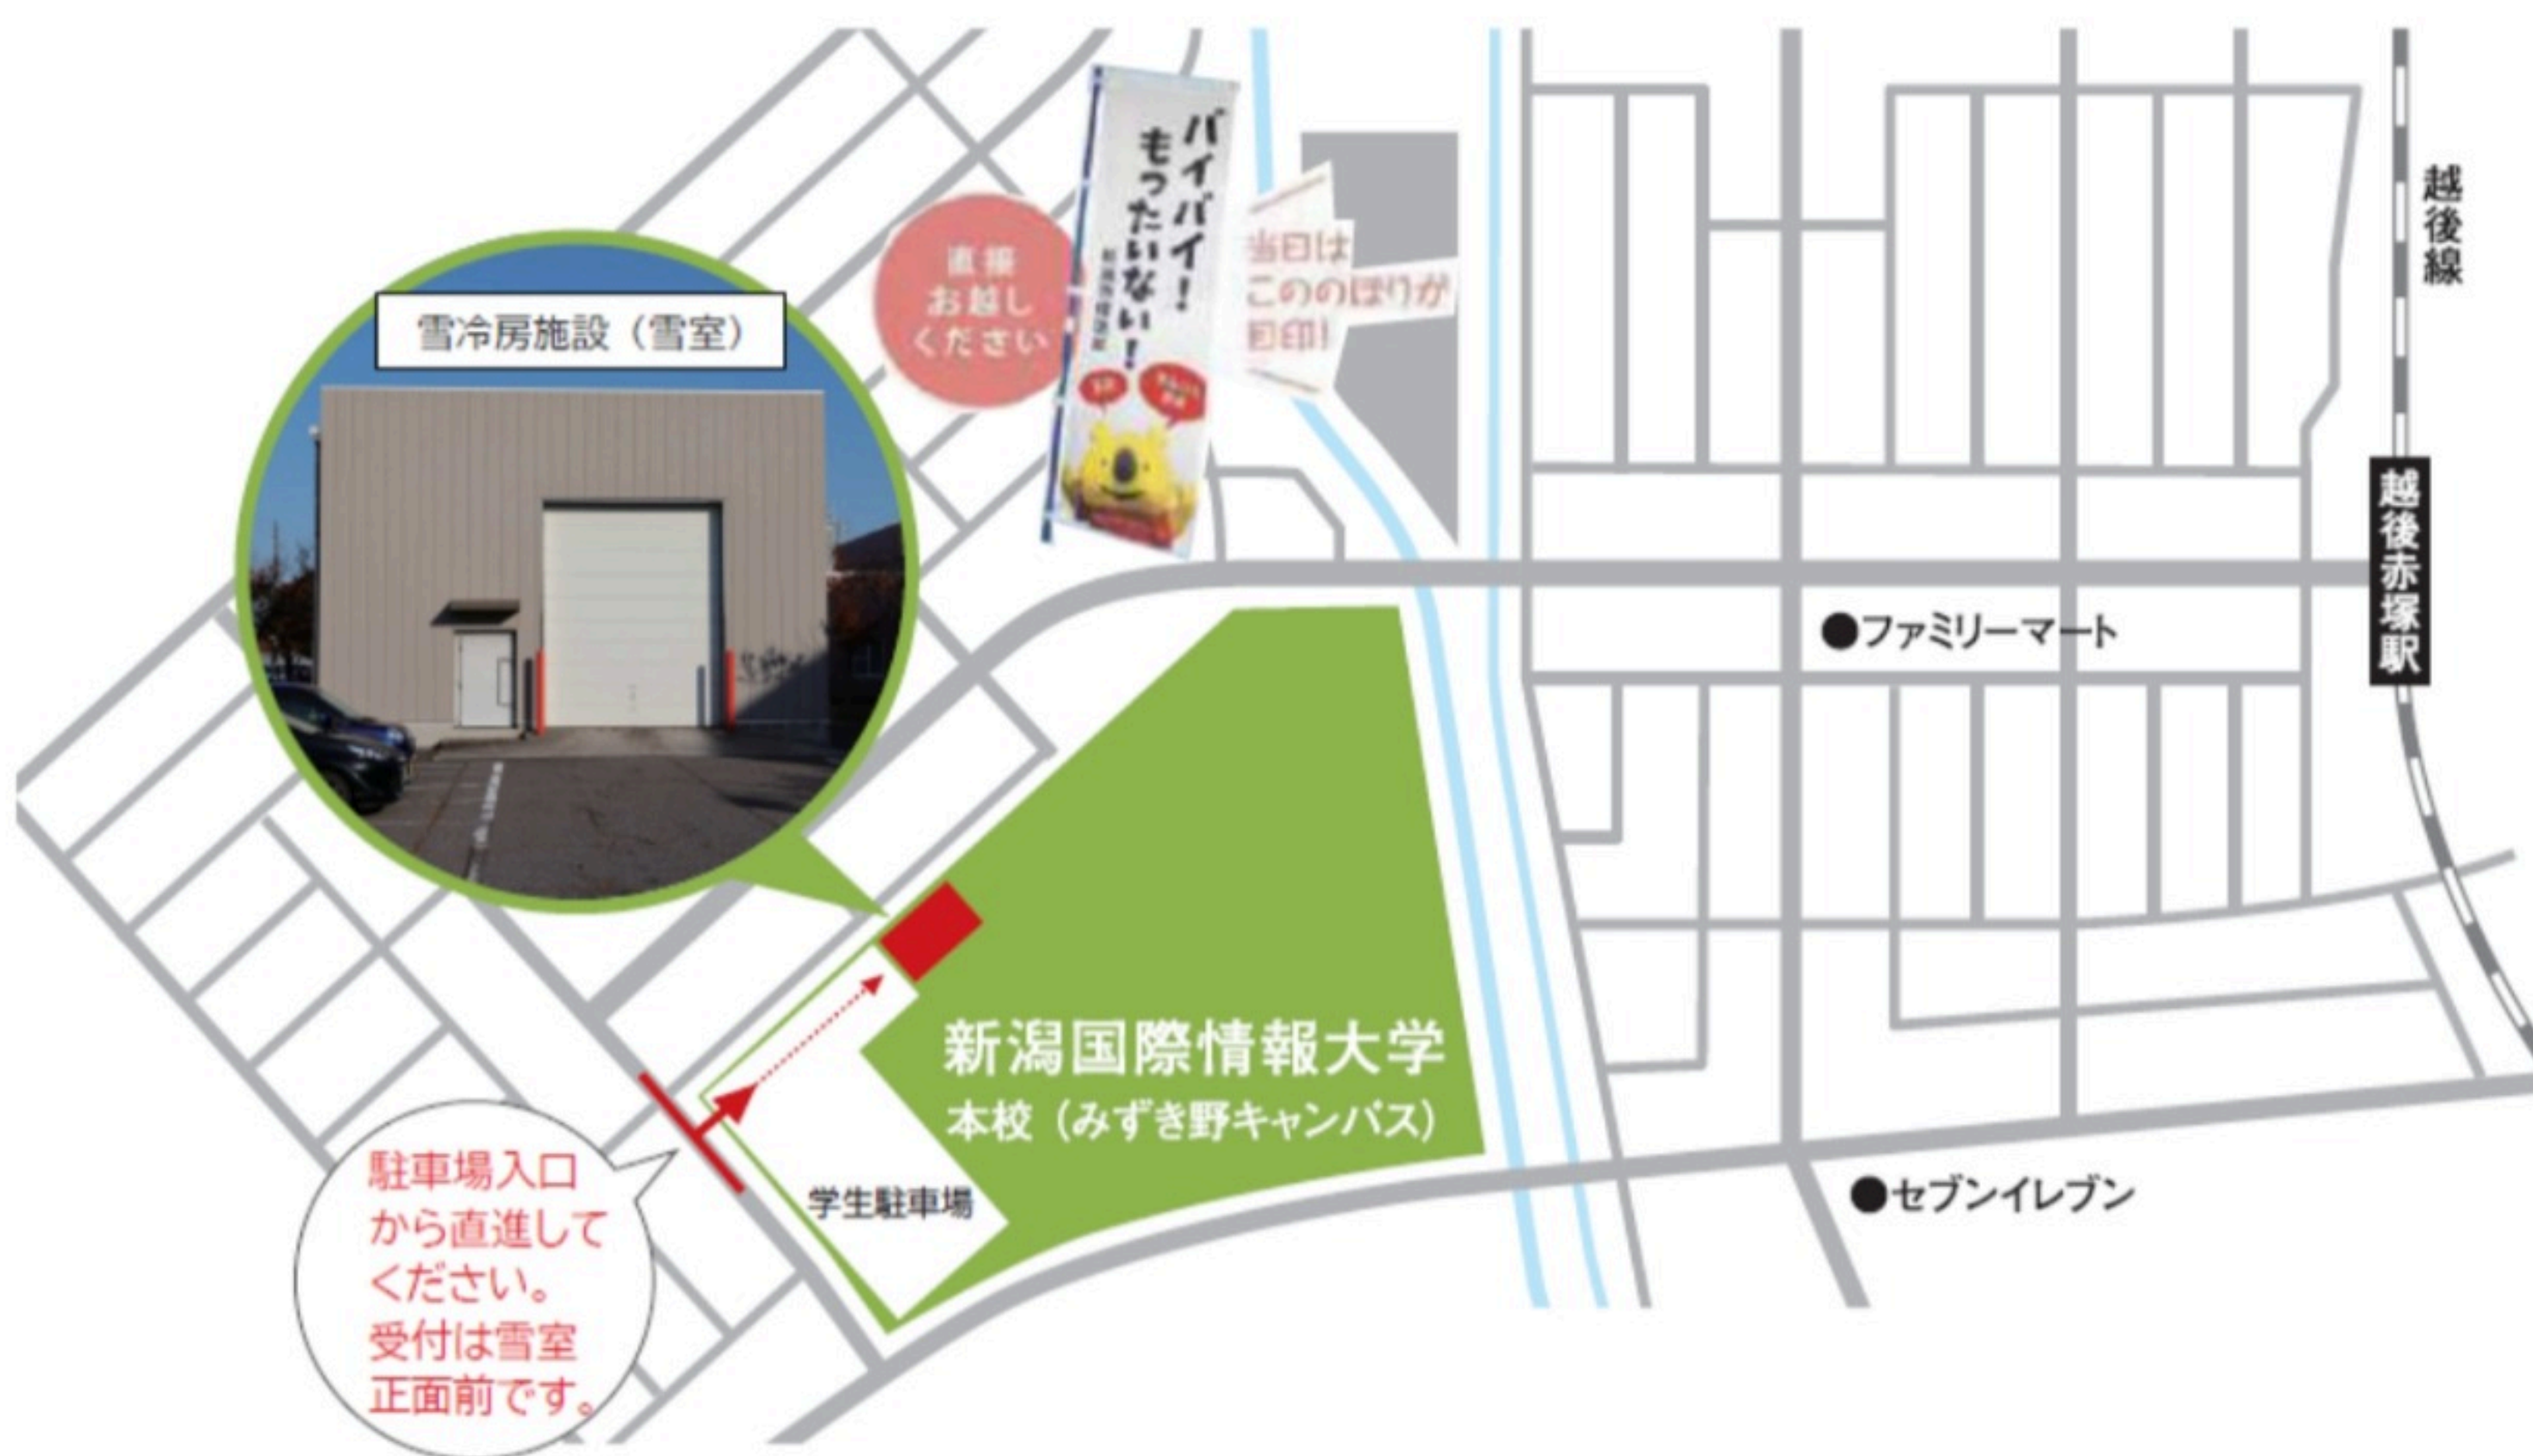 バイバイ！
もったいない！
直接
お越し
ください
当日は
こののぼりが
目印！
越後線
雪冷房施設（雪室）
越後赤塚駅
●ファミリーマート
新潟国際情報大学
本校（みずき野キャンパス）
学生駐車場
●セブンイレブン
駐車場入口
から直進して
ください。
受付は雪室
正面前です。